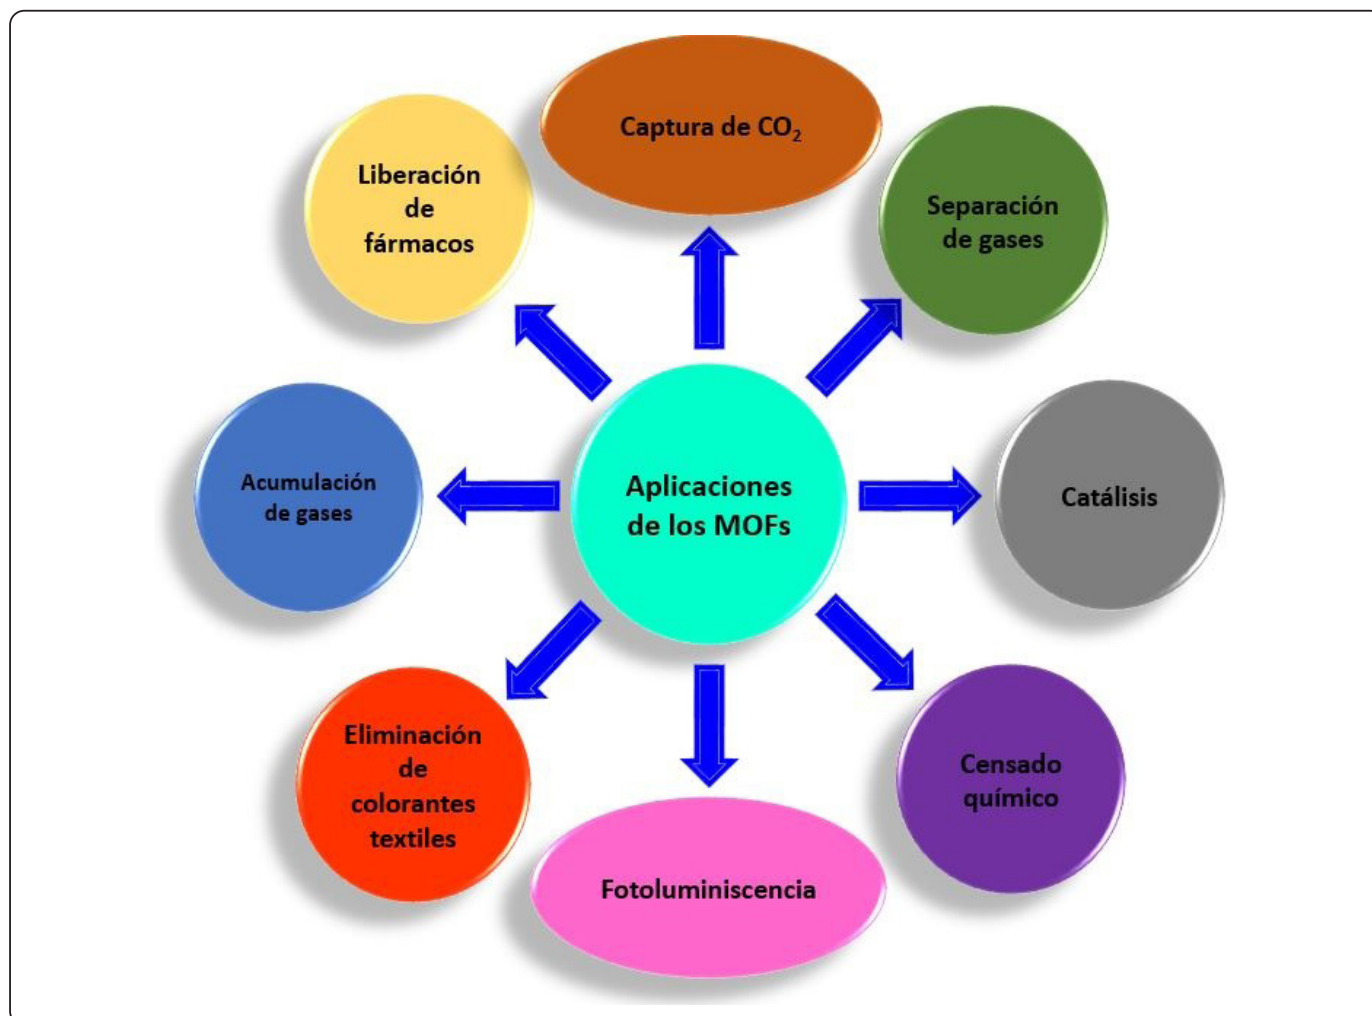 Captura de CO₂
Liberación
de
fármacos
Separación
de gases
Acumulación
de gases
Aplicaciones
de los MOFs
Catálisis
Eliminación
de
colorantes
textiles
Censado
químico
Fotoluminiscencia